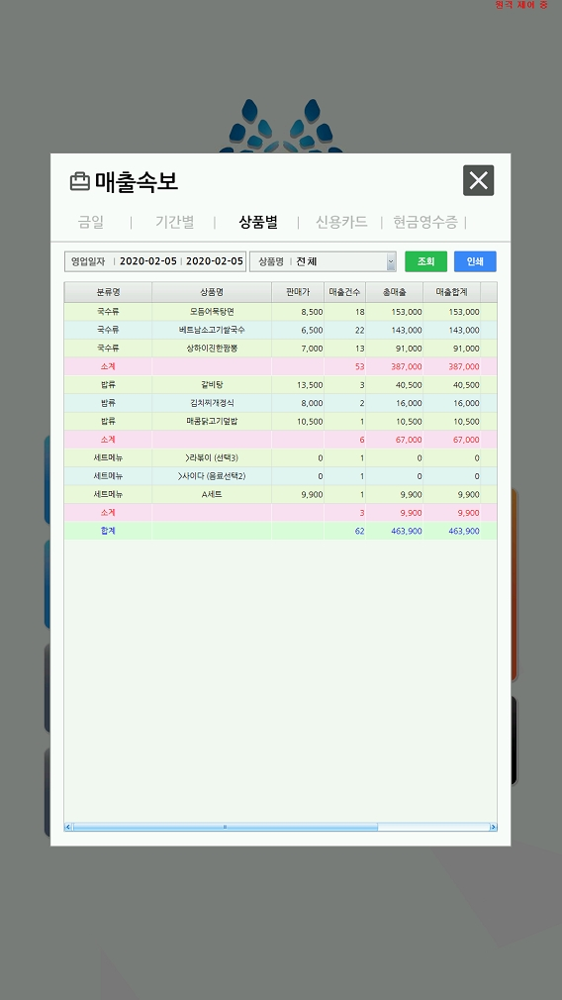 원격 제어 중
매출속보
금일 | 기간별 | 상품별 | 신용카드 | 현금영수증 |
영업일자 | 2020-02-05 | 2020-02-05 상품명 | 전체 조회 인쇄
분류명 상품명 판매가 매출건수 총매출 매출합계
국수류 모듬어묵탕면 8,500 18 153,000 153,000
국수류 베트남소고기쌀국수 6,500 22 143,000 143,000
국수류 상하이진한짬뽕 7,000 13 91,000 91,000
소계 53 387,000 387,000
밥류 갈비탕 13,500 3 40,500 40,500
밥류 김치찌개정식 8,000 2 16,000 16,000
밥류 매콤닭고기덮밥 10,500 1 10,500 10,500
소계 6 67,000 67,000
세트메뉴 >라볶이 (선택3) 0 1 0 0
세트메뉴 >사이다 (음료선택2) 0 1 0 0
세트메뉴 A세트 9,900 1 9,900 9,900
소계 3 9,900 9,900
합계 62 463,900 463,900